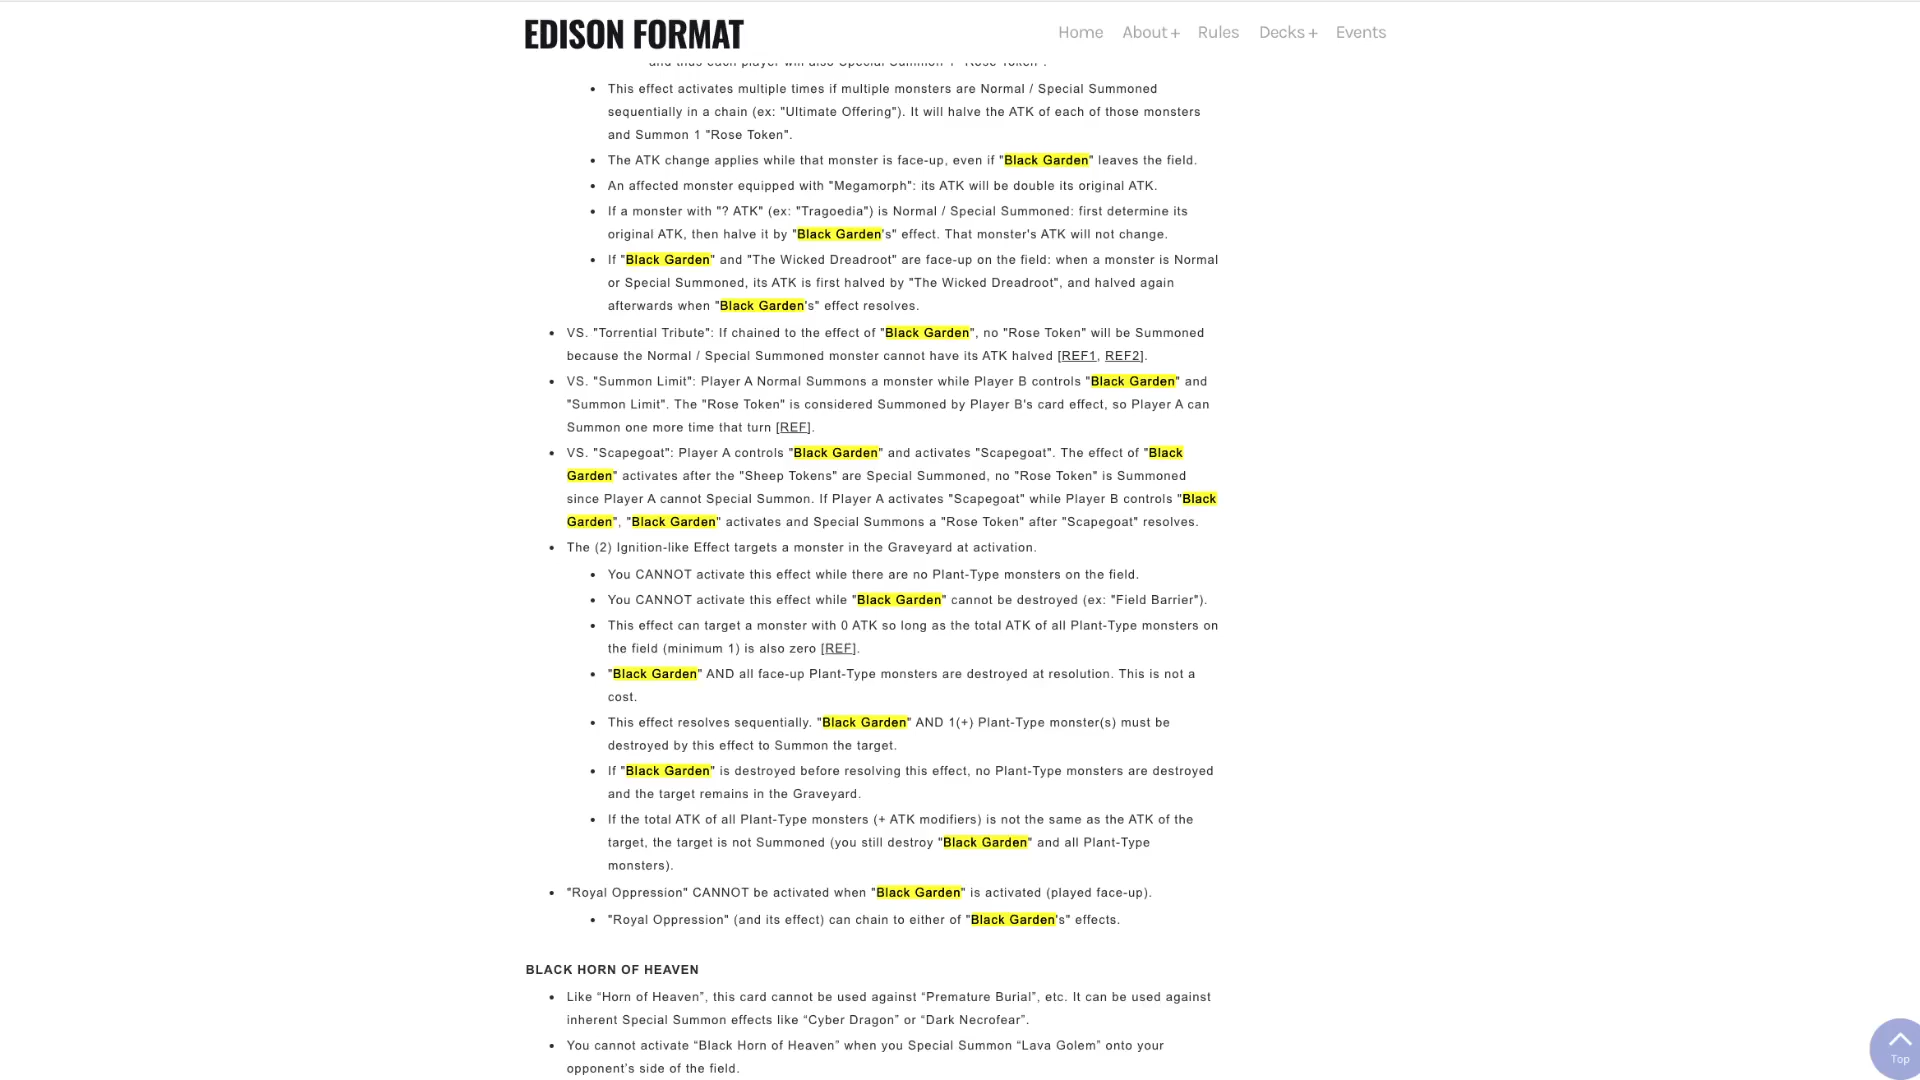 EDISON FORMAT
Home About + Rules Decks + Events
and thus each player will also Special Summon 1 "Rose Token".
This effect activates multiple times if multiple monsters are Normal / Special Summoned
sequentially in a chain (ex: "Ultimate Offering"). It will halve the ATK of each of those monsters
and Summon 1 "Rose Token".
The ATK change applies while that monster is face-up, even if "Black Garden" leaves the field.
An affected monster equipped with "Megamorph": its ATK will be double its original ATK.
If a monster with "? ATK" (ex: "Tragoedia") is Normal / Special Summoned: first determine its
original ATK, then halve it by "Black Garden's" effect. That monster's ATK will not change.
If "Black Garden" and "The Wicked Dreadroot" are face-up on the field: when a monster is Normal
or Special Summoned, its ATK is first halved by "The Wicked Dreadroot", and halved again
afterwards when "Black Garden's" effect resolves.
VS. "Torrential Tribute": If chained to the effect of "Black Garden", no "Rose Token" will be Summoned
because the Normal / Special Summoned monster cannot have its ATK halved [REF1, REF2].
VS. "Summon Limit": Player A Normal Summons a monster while Player B controls "Black Garden" and
"Summon Limit". The "Rose Token" is considered Summoned by Player B's card effect, so Player A can
Summon one more time that turn [REF].
VS. "Scapegoat": Player A controls "Black Garden" and activates "Scapegoat". The effect of "Black
Garden" activates after the "Sheep Tokens" are Special Summoned, no "Rose Token" is Summoned
since Player A cannot Special Summon. If Player A activates "Scapegoat" while Player B controls "Black
Garden", "Black Garden" activates and Special Summons a "Rose Token" after "Scapegoat" resolves.
The (2) Ignition-like Effect targets a monster in the Graveyard at activation.
You CANNOT activate this effect while there are no Plant-Type monsters on the field.
You CANNOT activate this effect while "Black Garden" cannot be destroyed (ex: "Field Barrier").
This effect can target a monster with 0 ATK so long as the total ATK of all Plant-Type monsters on
the field (minimum 1) is also zero [REF].
"Black Garden" AND all face-up Plant-Type monsters are destroyed at resolution. This is not a
cost.
This effect resolves sequentially. "Black Garden" AND 1(+) Plant-Type monster(s) must be
destroyed by this effect to Summon the target.
If "Black Garden" is destroyed before resolving this effect, no Plant-Type monsters are destroyed
and the target remains in the Graveyard.
If the total ATK of all Plant-Type monsters (+ ATK modifiers) is not the same as the ATK of the
target, the target is not Summoned (you still destroy "Black Garden" and all Plant-Type
monsters).
"Royal Oppression" CANNOT be activated when "Black Garden" is activated (played face-up).
"Royal Oppression" (and its effect) can chain to either of "Black Garden's" effects.
BLACK HORN OF HEAVEN
Like “Horn of Heaven”, this card cannot be used against “Premature Burial”, etc. It can be used against
inherent Special Summon effects like “Cyber Dragon” or “Dark Necrofear”.
You cannot activate “Black Horn of Heaven” when you Special Summon “Lava Golem” onto your
opponent’s side of the field.
Top